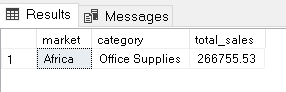 Results Messages
market category total_sales
1 Africa Office Supplies 266755.53